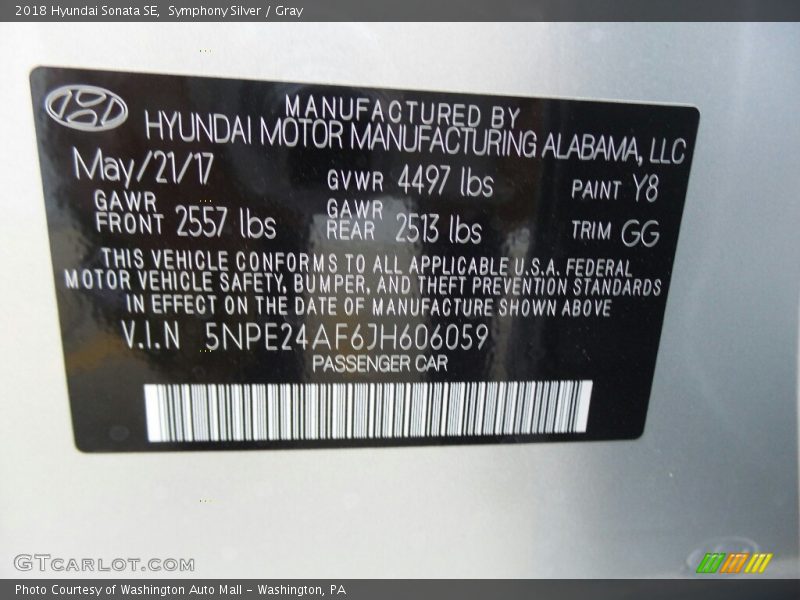 2018 Hyundai Sonata SE,  Symphony Silver / Gray
MANUFACTURED BY
HYUNDAI MOTOR MANUFACTURING ALABAMA, LLC
May/21/17
GVWR 4497 lbs
PAINT Y8
GAWR FRONT 2557 lbs
GAWR REAR 2513 lbs
TRIM GG
THIS VEHICLE CONFORMS TO ALL APPLICABLE U.S.A. FEDERAL
MOTOR VEHICLE SAFETY, BUMPER, AND THEFT PREVENTION STANDARDS
IN EFFECT ON THE DATE OF MANUFACTURE SHOWN ABOVE
V.I.N 5NPE24AF6JH606059
PASSENGER CAR
GTCARLOT.COM
Photo Courtesy of Washington Auto Mall - Washington, PA